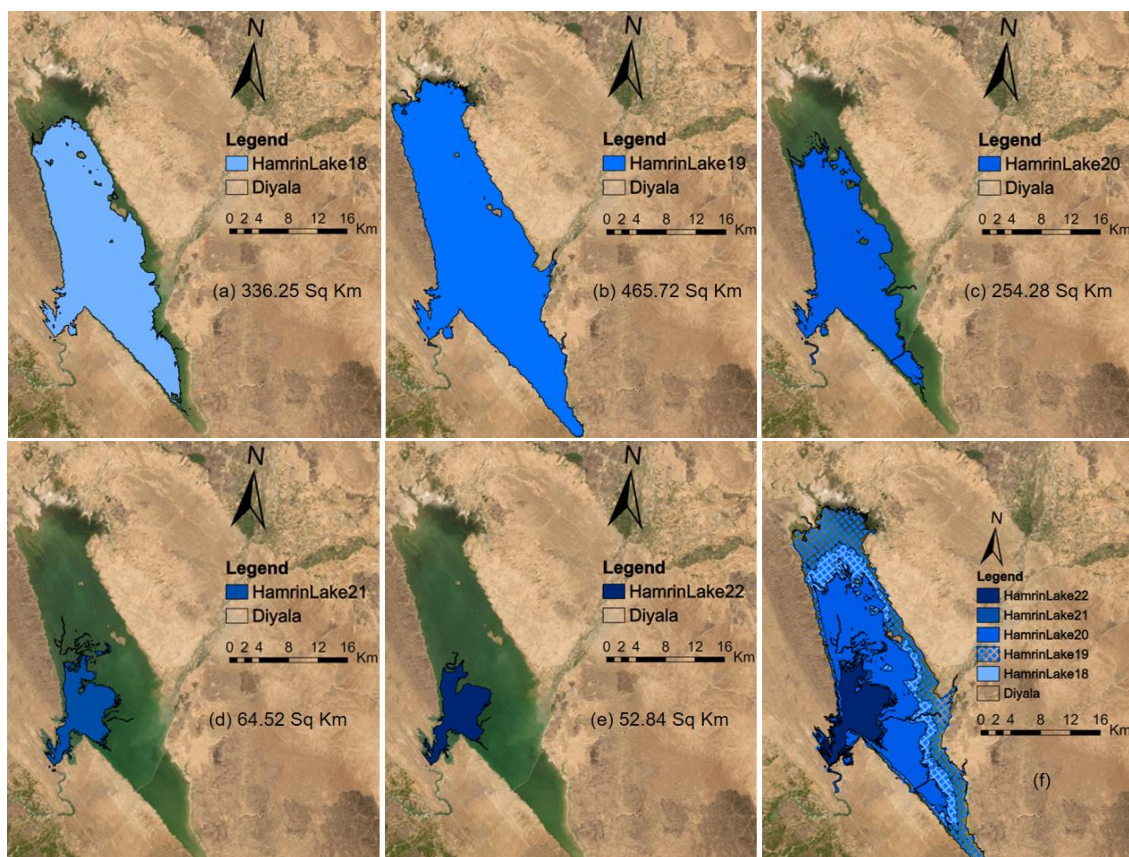 N
Legend
HamrinLake18
Diyala
0 2 4 8 12 16
Km
(a) 336.25 Sq Km
N
Legend
HamrinLake19
Diyala
0 2 4 8 12 16
Km
(b) 465.72 Sq Km
N
Legend
HamrinLake20
Diyala
0 2 4 8 12 16
Km
(c) 254.28 Sq Km
N
Legend
HamrinLake21
Diyala
0 2 4 8 12 16
Km
(d) 64.52 Sq Km
N
Legend
HamrinLake22
Diyala
0 2 4 8 12 16
Km
(e) 52.84 Sq Km
N
Legend
HamrinLake22
HamrinLake21
HamrinLake20
HamrinLake19
HamrinLake18
Diyala
0 2 4 8 12 16
Km
(f)